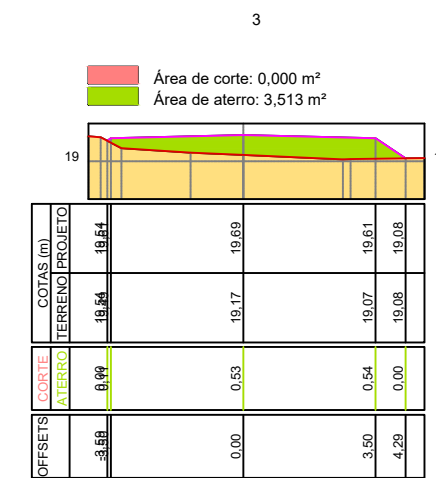 3
Área de corte: 0,000 m²
Área de aterro: 3,513 m²
19
COTAS (m)
PROJETO
19,69
19,61
19,08
TERRENO
19,17
19,07
19,08
CORTE
ATERRO
0,53
0,54
0,00
OFFSETS
0,00
3,50
4,29